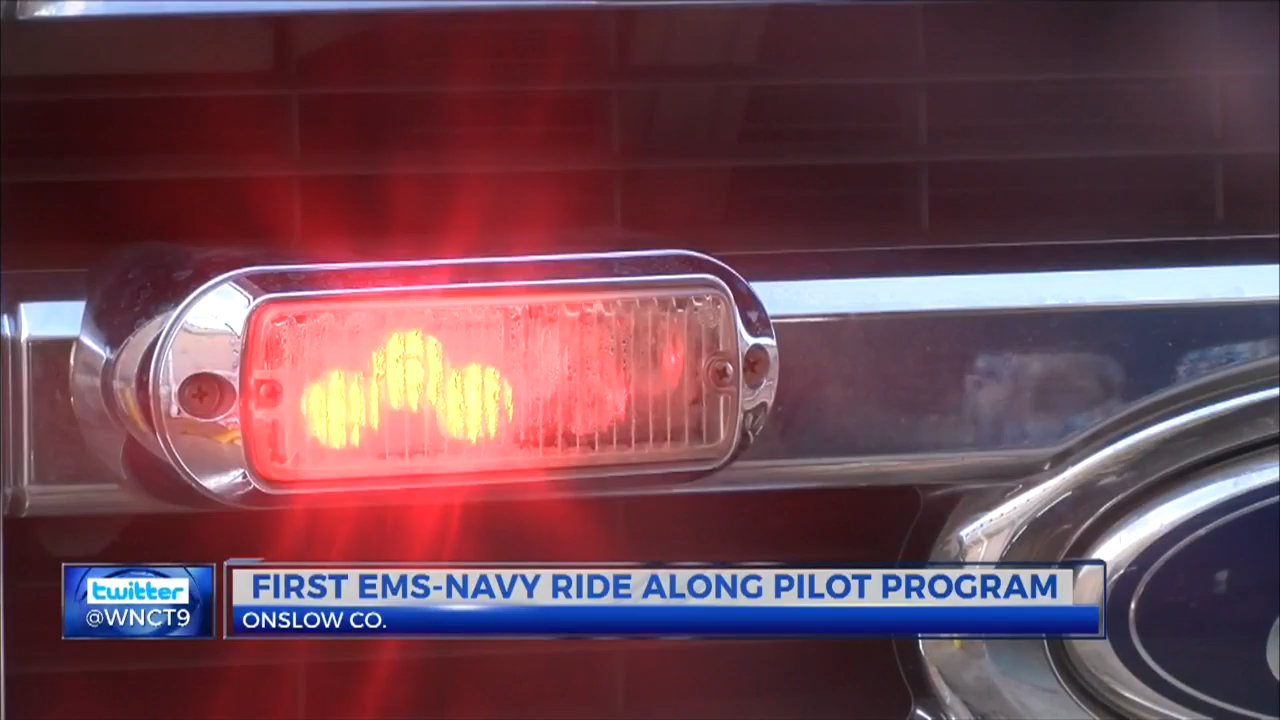 FIRST EMS-NAVY RIDE ALONG PILOT PROGRAM
twitter
@WNCT9
ONSLOW CO.